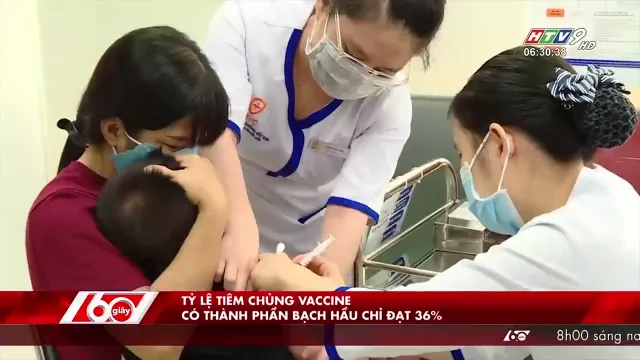 HTV9 HD
06:30:38
60 giây
TỶ LỆ TIÊM CHỦNG VACCINE
CÓ THÀNH PHẦN BẠCH HẦU CHỈ ĐẠT 36%
60
8h00 sáng na